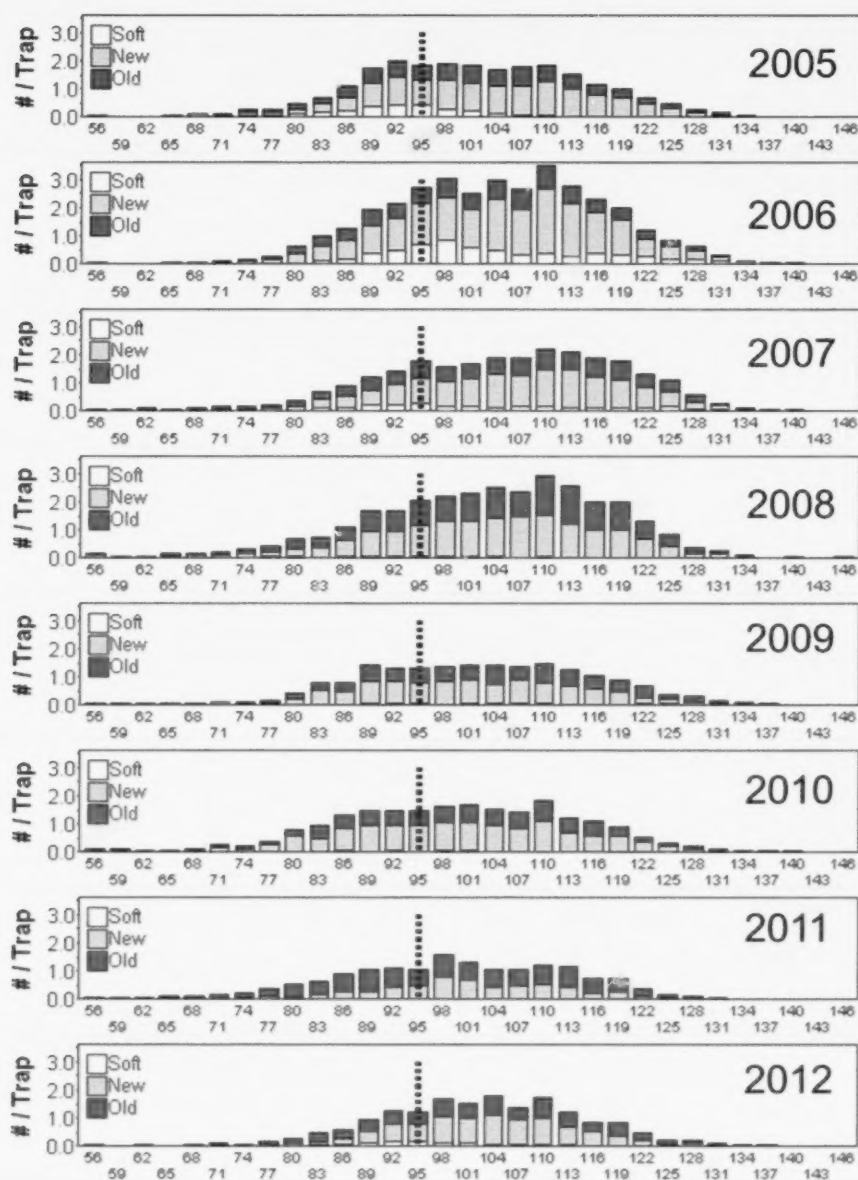 # / Trap
3.0
2.0
1.0
0.0
Soft
New
Old
2005
56 62 68 74 80 86 92 98 104 110 116 122 128 134 140 146
59 65 71 77 83 89 95 101 107 113 119 125 131 137 143
# / Trap
3.0
2.0
1.0
0.0
Soft
New
Old
2006
56 62 68 74 80 86 92 98 104 110 116 122 128 134 140 146
59 65 71 77 83 89 95 101 107 113 119 125 131 137 143
# / Trap
3.0
2.0
1.0
0.0
Soft
New
Old
2007
56 62 68 74 80 86 92 98 104 110 116 122 128 134 140 146
59 65 71 77 83 89 95 101 107 113 119 125 131 137 143
# / Trap
3.0
2.0
1.0
0.0
Soft
New
Old
2008
56 62 68 74 80 86 92 98 104 110 116 122 128 134 140 146
59 65 71 77 83 89 95 101 107 113 119 125 131 137 143
# / Trap
3.0
2.0
1.0
0.0
Soft
New
Old
2009
56 62 68 74 80 86 92 98 104 110 116 122 128 134 140 146
59 65 71 77 83 89 95 101 107 113 119 125 131 137 143
# / Trap
3.0
2.0
1.0
0.0
Soft
New
Old
2010
56 62 68 74 80 86 92 98 104 110 116 122 128 134 140 146
59 65 71 77 83 89 95 101 107 113 119 125 131 137 143
# / Trap
3.0
2.0
1.0
0.0
Soft
New
Old
2011
56 62 68 74 80 86 92 98 104 110 116 122 128 134 140 146
59 65 71 77 83 89 95 101 107 113 119 125 131 137 143
# / Trap
3.0
2.0
1.0
0.0
Soft
New
Old
2012
56 62 68 74 80 86 92 98 104 110 116 122 128 134 140 146
59 65 71 77 83 89 95 101 107 113 119 125 131 137 143